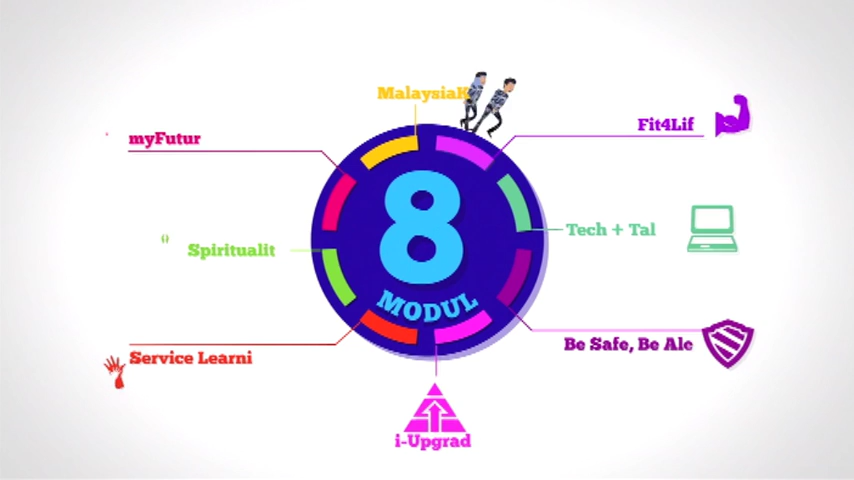 MalaysiaK
myFutur
Fit4Lif
Spiritualit
8
MODUL
Tech + Tal
Service Learni
Be Safe, Be Ale
i-Upgrad